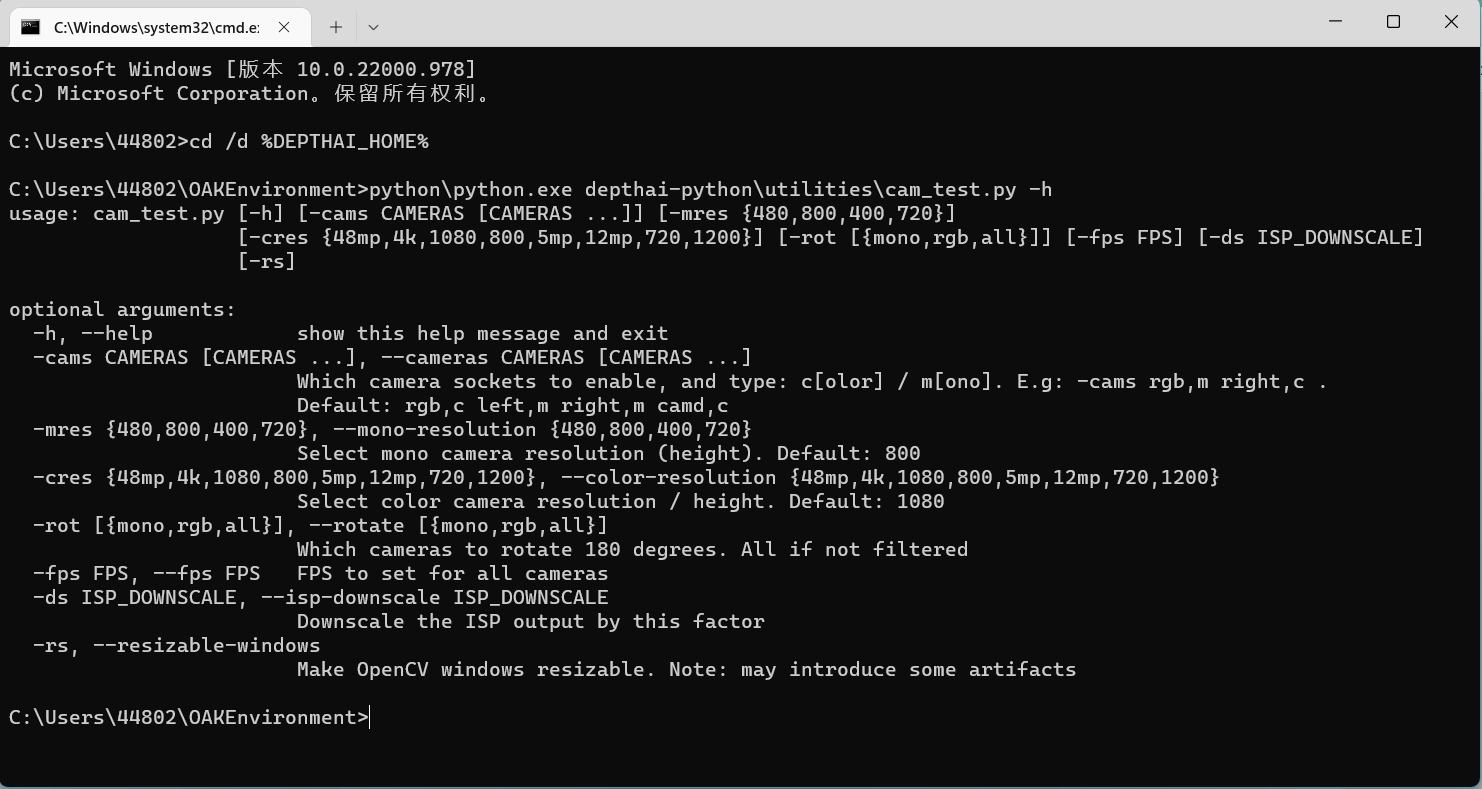 C:\Windows\system32\cmd.e
Microsoft Windows [版本 10.0.22000.978]
(c) Microsoft Corporation。保留所有权利。
C:\Users\44802>cd /d %DEPTHAI_HOME%
C:\Users\44802\OAKEnvironment>python\python.exe depthai-python\utilities\cam_test.py -h
usage: cam_test.py [-h] [-cams CAMERAS [CAMERAS ...]] [-mres {480,800,400,720}]
[-cres {48mp,4k,1080,800,5mp,12mp,720,1200}] [-rot [{mono,rgb,all}]] [-fps FPS] [-ds ISP_DOWNSCALE]
[-rs]
optional arguments:
-h, --help show this help message and exit
-cams CAMERAS [CAMERAS ...], --cameras CAMERAS [CAMERAS ...]
Which camera sockets to enable, and type: c[olor] / m[ono]. E.g: -cams rgb,m right,c .
Default: rgb,c left,m right,m camd,c
-mres {480,800,400,720}, --mono-resolution {480,800,400,720}
Select mono camera resolution (height). Default: 800
-cres {48mp,4k,1080,800,5mp,12mp,720,1200}, --color-resolution {48mp,4k,1080,800,5mp,12mp,720,1200}
Select color camera resolution / height. Default: 1080
-rot [{mono,rgb,all}], --rotate [{mono,rgb,all}]
Which cameras to rotate 180 degrees. All if not filtered
-fps FPS, --fps FPS FPS to set for all cameras
-ds ISP_DOWNSCALE, --isp-downscale ISP_DOWNSCALE
Downscale the ISP output by this factor
-rs, --resizable-windows
Make OpenCV windows resizable. Note: may introduce some artifacts
C:\Users\44802\OAKEnvironment>